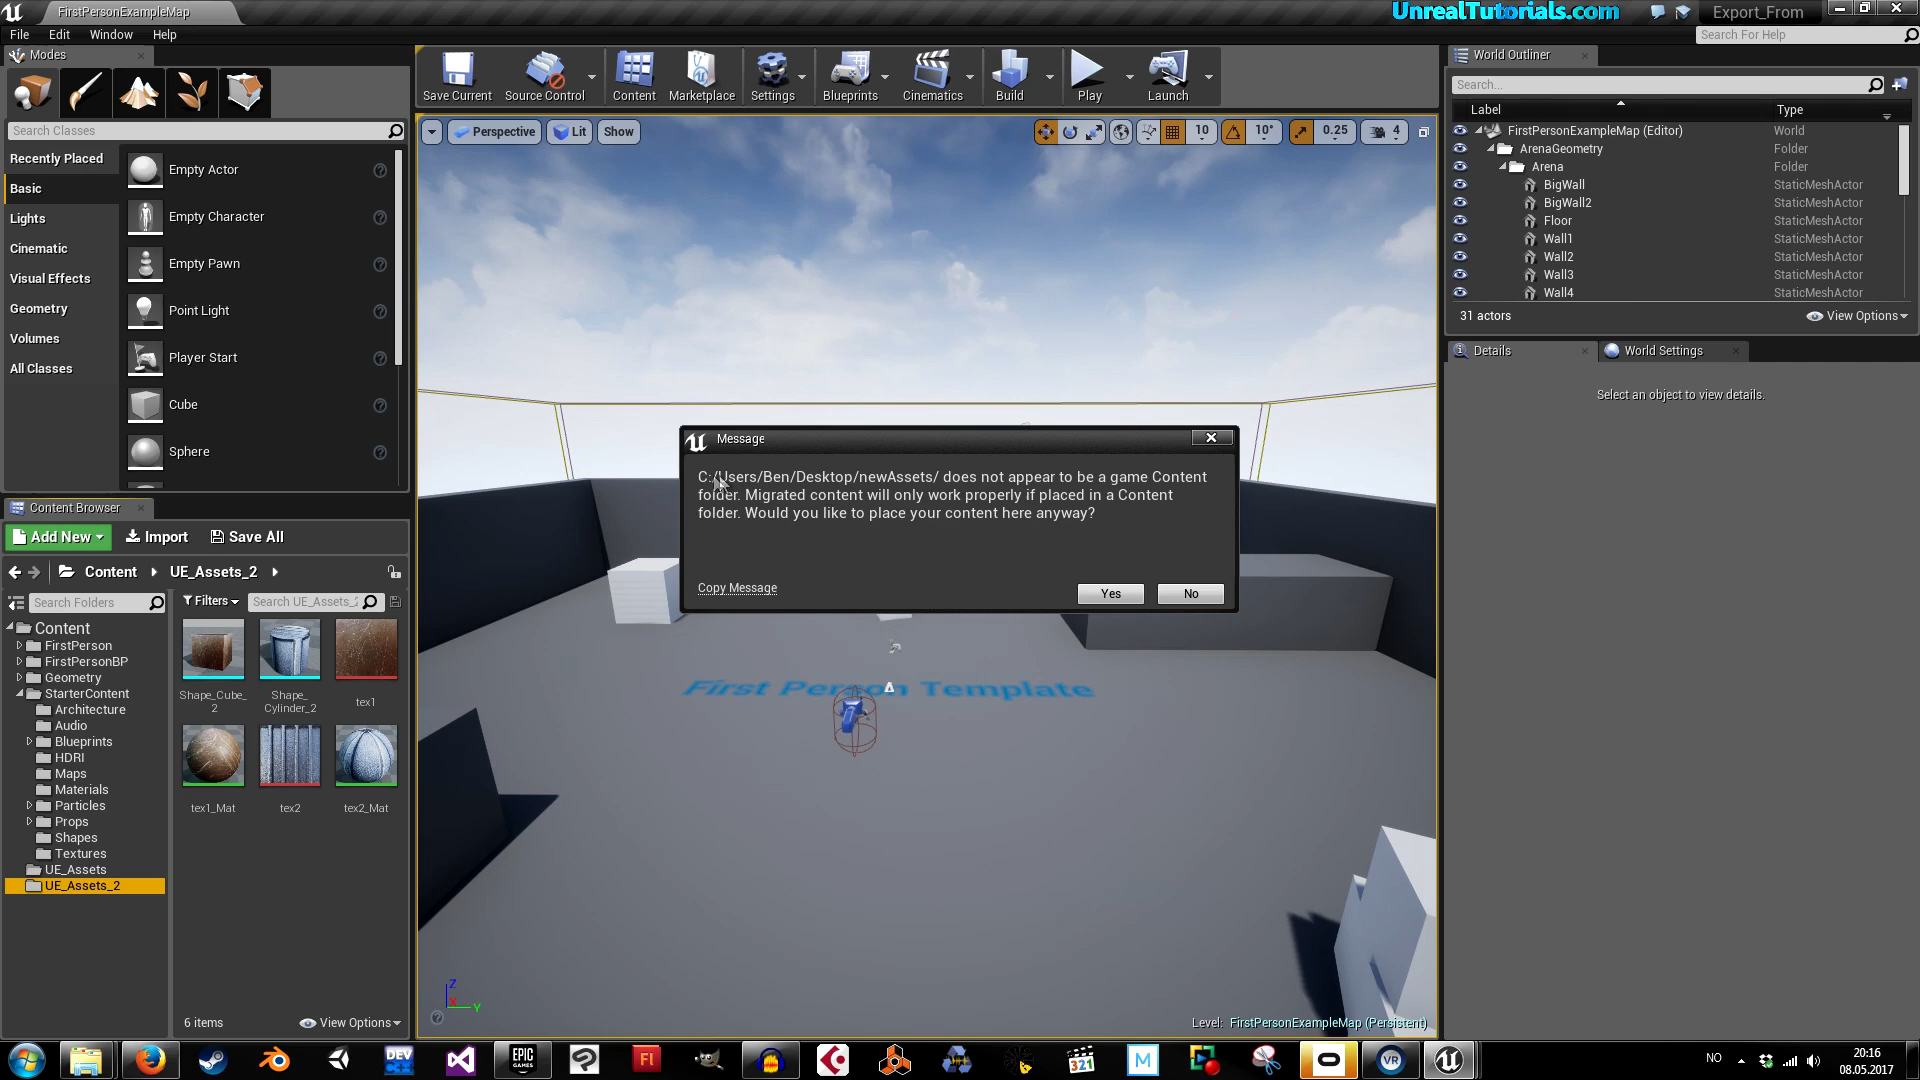 FirstPersonExampleMap
UnrealTutorials.com
Export_From
File Edit Window Help
Search For Help
Modes
Search Classes
Recently Placed
Basic
Lights
Cinematic
Visual Effects
Geometry
Volumes
All Classes
Empty Actor
Empty Character
Empty Pawn
Point Light
Player Start
Cube
Sphere
Save Current Source Control Content Marketplace Settings Blueprints Cinematics Build Play Launch
Perspective Lit Show
10 10° 0.25 4
World Outliner
Search...
Label Type
FirstPersonExampleMap (Editor) World
ArenaGeometry Folder
Arena Folder
BigWall StaticMeshActor
BigWall2 StaticMeshActor
Floor StaticMeshActor
Wall1 StaticMeshActor
Wall2 StaticMeshActor
Wall3 StaticMeshActor
Wall4 StaticMeshActor
31 actors View Options
Details World Settings
Select an object to view details.
Message
C:/Users/Ben/Desktop/newAssets/ does not appear to be a game Content
folder. Migrated content will only work properly if placed in a Content
folder. Would you like to place your content here anyway?
Copy Message
Yes No
First Person Template
Content Browser
Add New Import Save All
Content UE_Assets_2
Search Folders
Filters Search UE_Assets_2
Content
FirstPerson
FirstPersonBP
Geometry
StarterContent
Architecture
Audio
Blueprints
HDRI
Maps
Materials
Particles
Props
Shapes
Textures
UE_Assets
UE_Assets_2
Shape_Cube_
2
Shape_
Cylinder_2
tex1
tex1_Mat tex2 tex2_Mat
6 items View Options
Z
X
Y
Level: FirstPersonExampleMap (Persistent)
DEV
EPIC
GAMES
Fl
321
M
VR
NO
20:16
08.05.2017